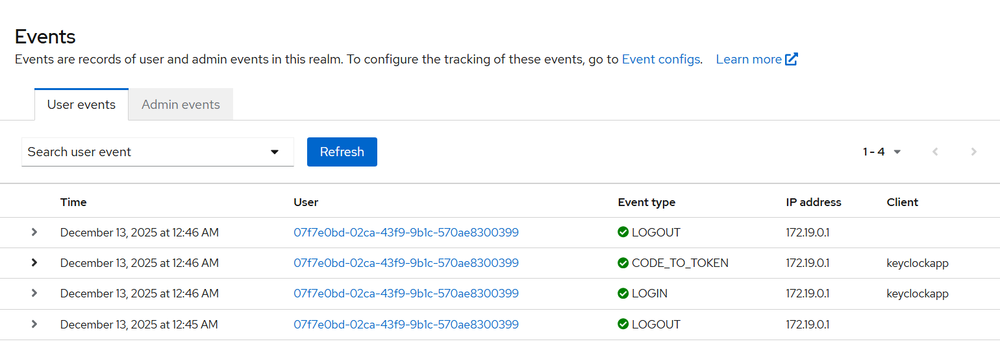 Events
Events are records of user and admin events in this realm. To configure the tracking of these events, go to Event configs. Learn more
User events Admin events
Search user event Refresh 1 - 4
Time User Event type IP address Client
December 13, 2025 at 12:46 AM 07f7e0bd-02ca-43f9-9b1c-570ae8300399 LOGOUT 172.19.0.1
December 13, 2025 at 12:46 AM 07f7e0bd-02ca-43f9-9b1c-570ae8300399 CODE_TO_TOKEN 172.19.0.1 keyclockapp
December 13, 2025 at 12:46 AM 07f7e0bd-02ca-43f9-9b1c-570ae8300399 LOGIN 172.19.0.1 keyclockapp
December 13, 2025 at 12:45 AM 07f7e0bd-02ca-43f9-9b1c-570ae8300399 LOGOUT 172.19.0.1